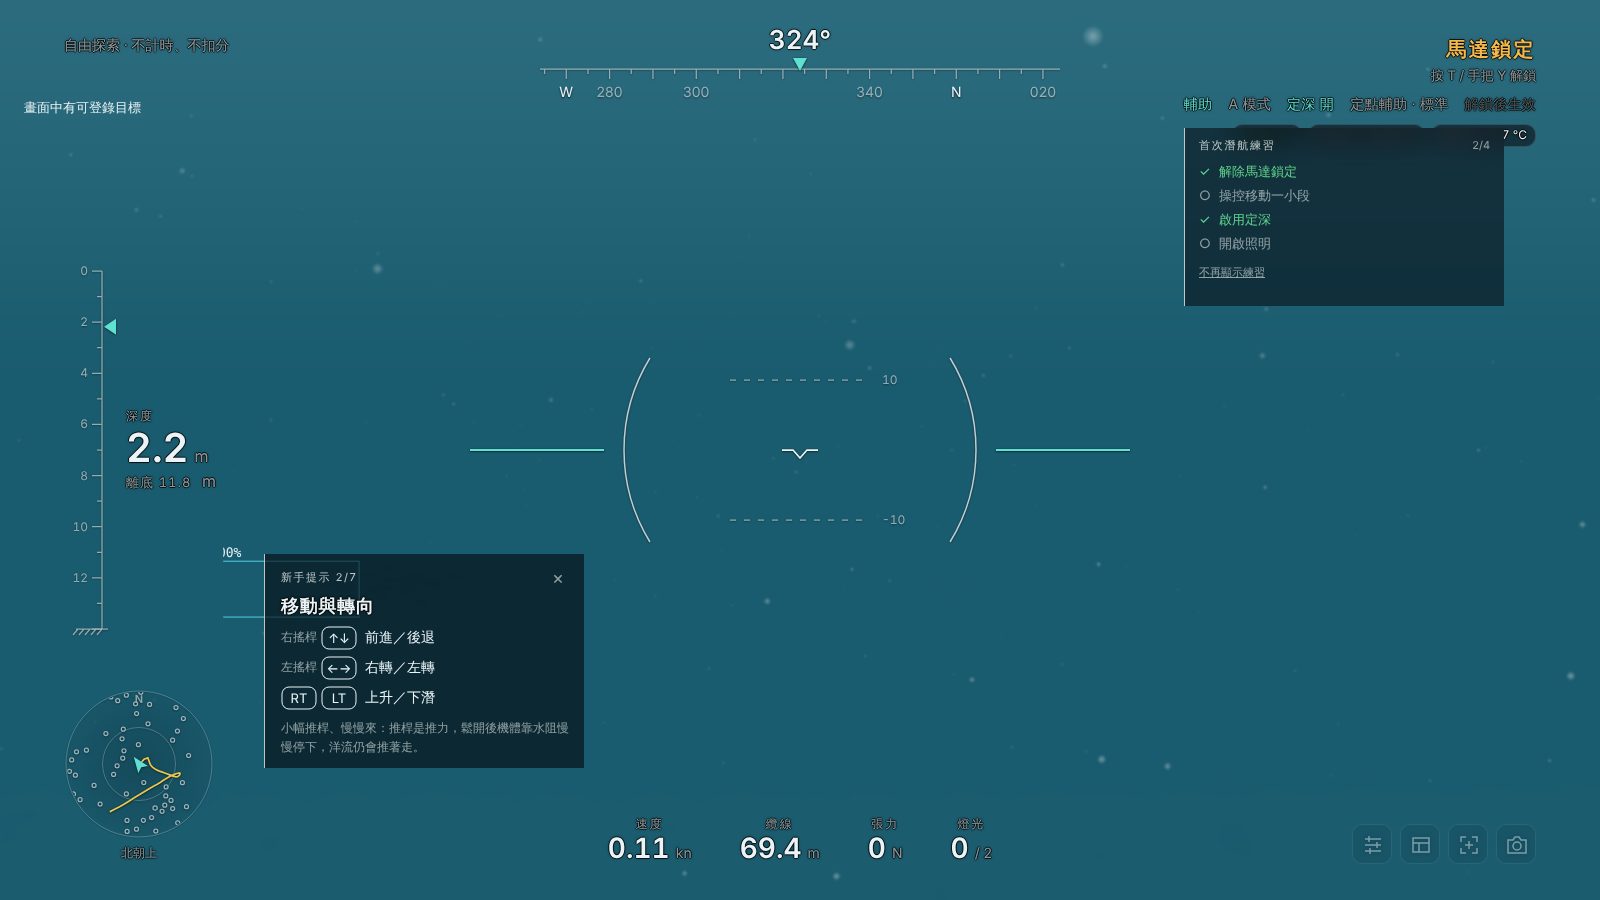 自由探索 · 不計時、不扣分
畫面中有可登錄目標
324°
W 280 300 340 N 020
馬達鎖定
按 T / 手把 Y 解鎖
輔助 A 模式 定深 開 定點輔助 · 標準 解鎖後生效
7 °C
首次潛航練習 2/4
解除馬達鎖定
操控移動一小段
啟用定深
開啟照明
不再顯示練習
0
2
4
6
8
10
12
深度
2.2 m
離底 11.8 m
10
-10
00%
新手提示 2/7
移動與轉向
右搖桿 ↑↓ 前進／後退
左搖桿 ←→ 右轉／左轉
RT LT 上升／下潛
小幅推桿、慢慢來：推桿是推力，鬆開後機體靠水阻慢
慢停下，洋流仍會推著走。
N
北朝上
速度 纜線 張力 燈光
0.11 kn 69.4 m 0 N 0 / 2